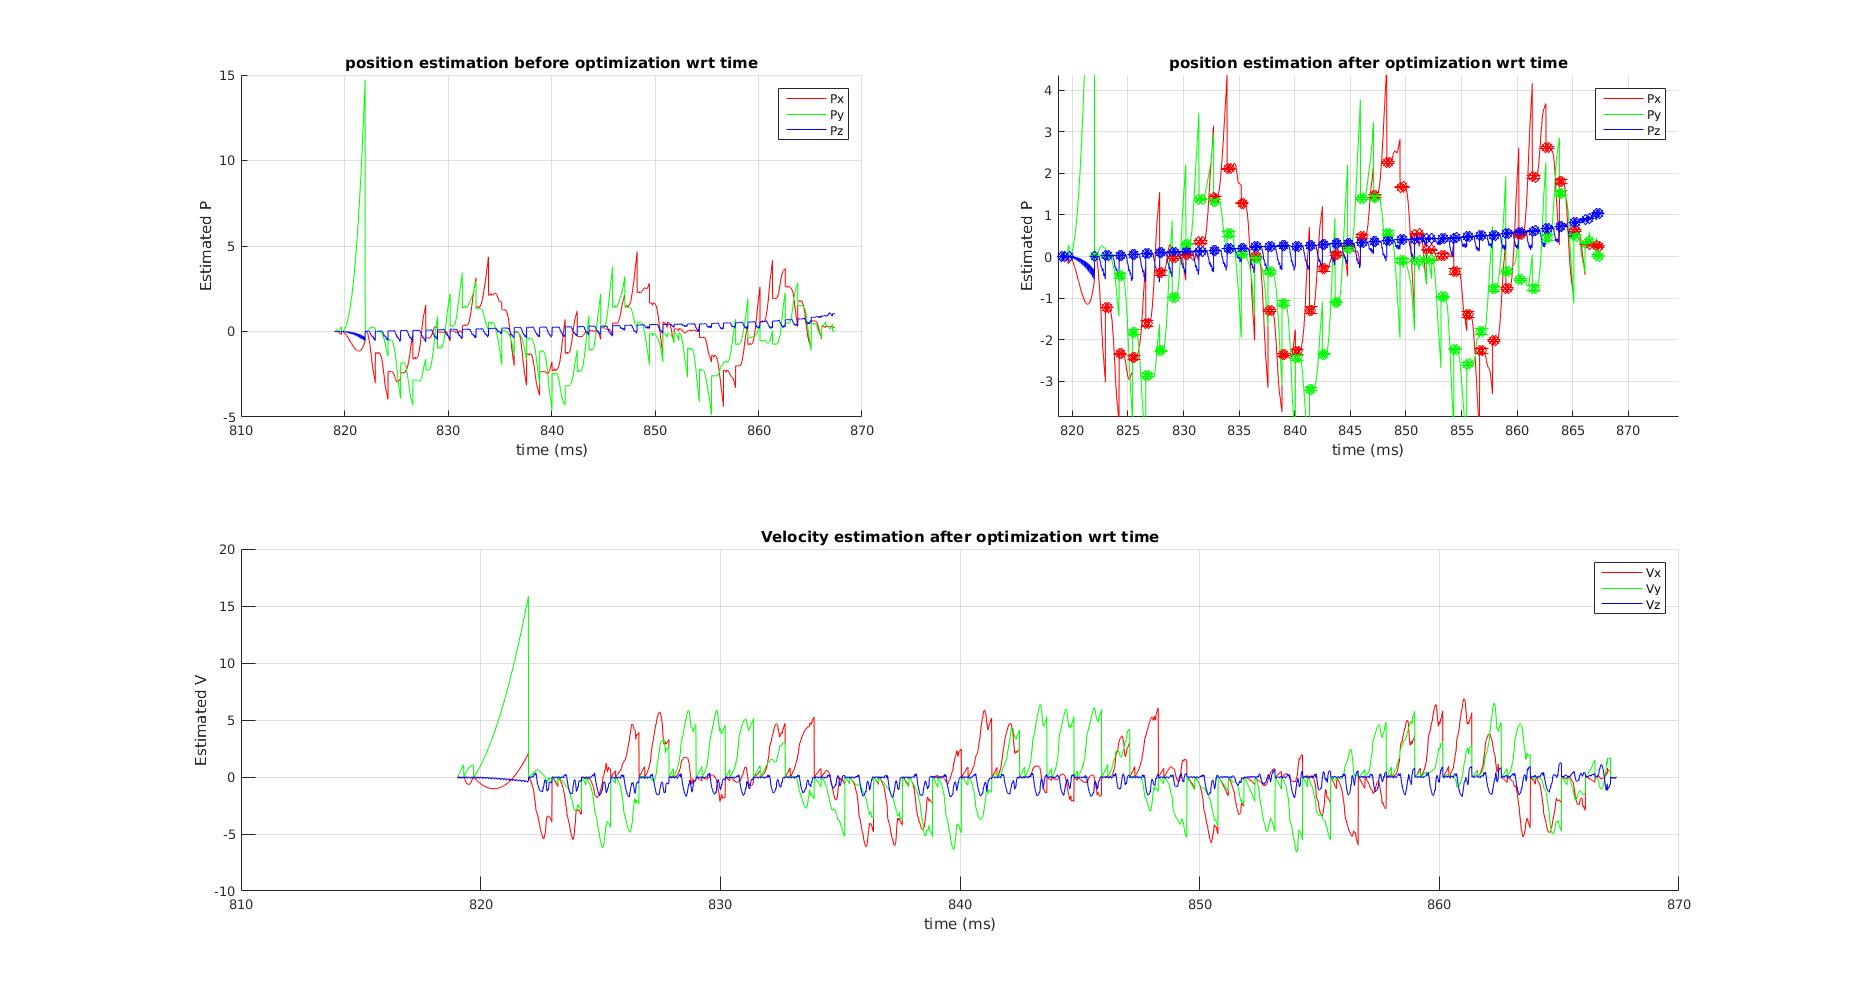 position estimation before optimization wrt time
15
10
5
0
-5
Estimated P
810
820
830
840
850
860
870
time (ms)
Px
Py
Pz
position estimation after optimization wrt time
4
3
2
1
0
-1
-2
-3
Estimated P
820
825
830
835
840
845
850
855
860
865
870
time (ms)
Px
Py
Pz
Velocity estimation after optimization wrt time
20
15
10
5
0
-5
-10
Estimated V
810
820
830
840
850
860
870
time (ms)
Vx
Vy
Vz